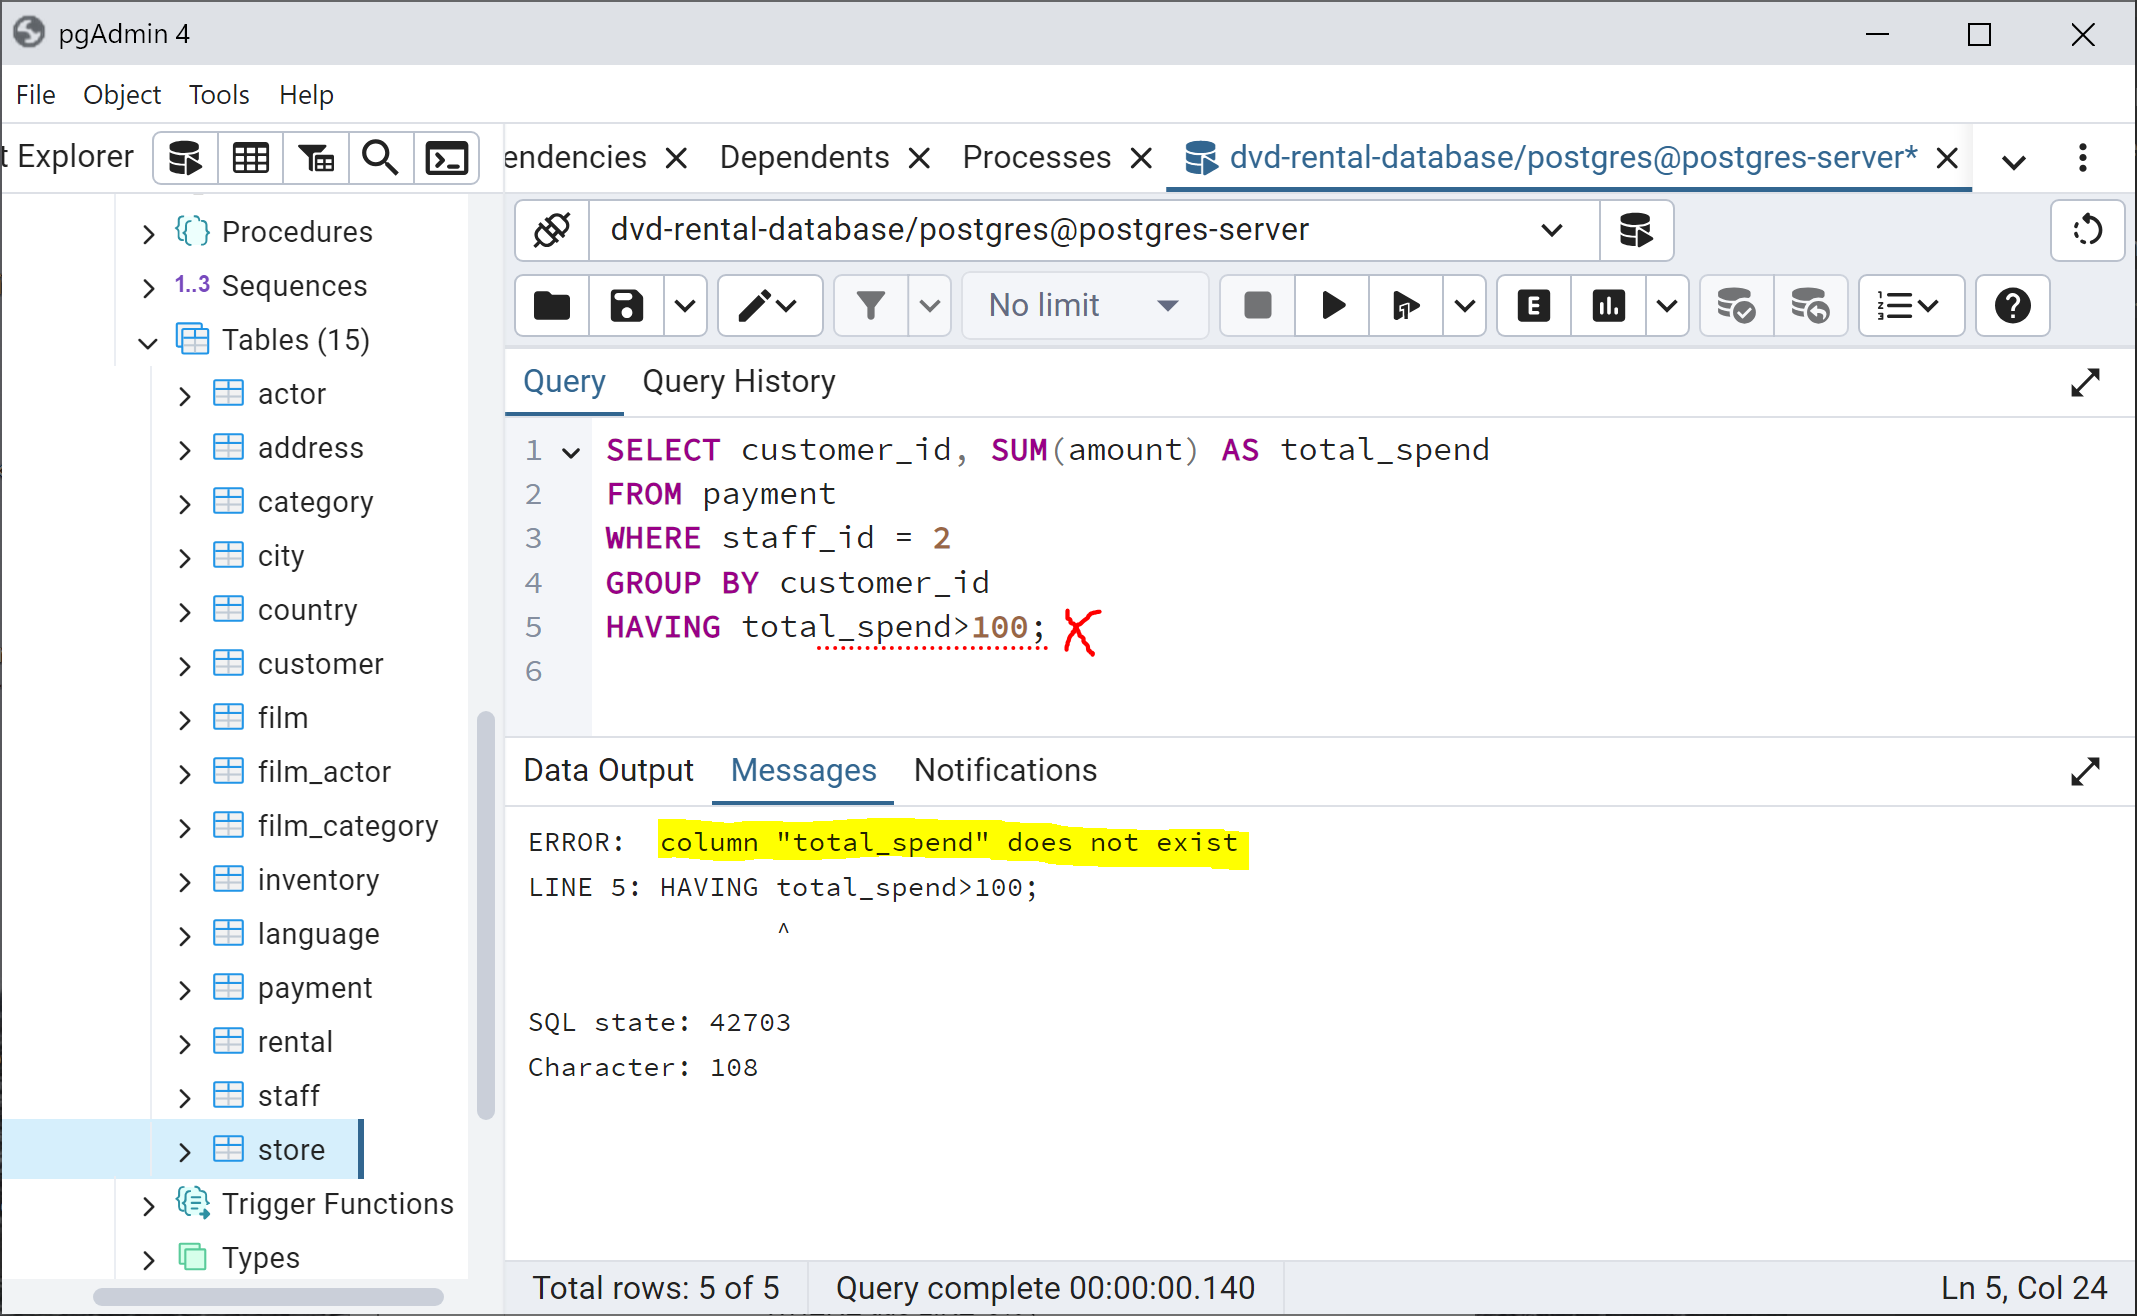 pgAdmin 4
File Object Tools Help
t Explorer
endencies Dependents Processes dvd-rental-database/postgres@postgres-server*
dvd-rental-database/postgres@postgres-server
No limit
E
Query Query History
1 SELECT customer_id, SUM(amount) AS total_spend
2 FROM payment
3 WHERE staff_id = 2
4 GROUP BY customer_id
5 HAVING total_spend>100;
6
Procedures
1..3 Sequences
Tables (15)
actor
address
category
city
country
customer
film
film_actor
film_category
inventory
language
payment
rental
staff
store
Trigger Functions
Types
Data Output Messages Notifications
ERROR: column "total_spend" does not exist
LINE 5: HAVING total_spend>100;
^
SQL state: 42703
Character: 108
Total rows: 5 of 5 Query complete 00:00:00.140 Ln 5, Col 24